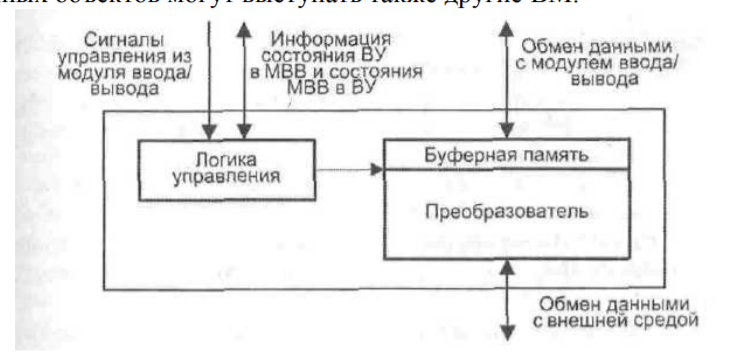 ных объектов могут выступать также другие ВМ.
Сигналы
управления из
модуля ввода/
вывода
Информация
состояния ВУ
в МВВ и состояния
МВВ в ВУ
Обмен данными
с модулем ввода/
вывода
Логика
управления
Буферная память
Преобразователь
Обмен данными
с внешней средой